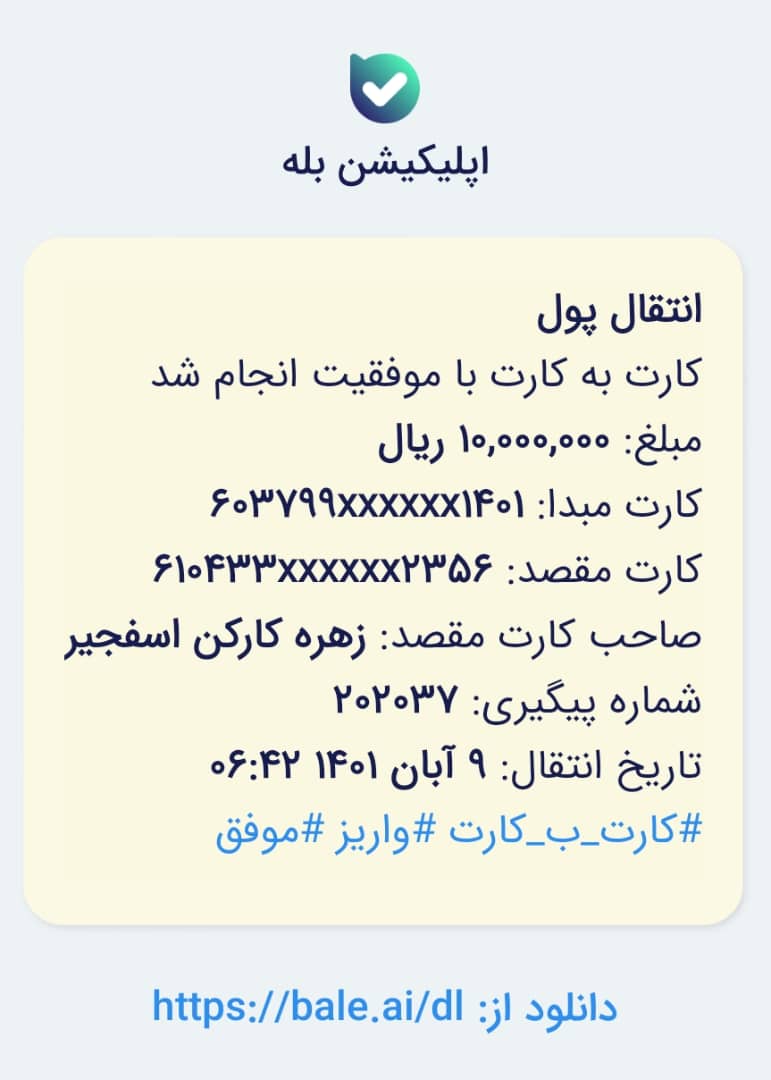 اپلیکیشن بله
انتقال پول
کارت به کارت با موفقیت انجام شد
مبلغ: ۱۰,۰۰۰,۰۰۰ ریال
کارت مبدا: ۶۰۳۷۹۹xxxxxx۱۴۰۱
کارت مقصد: ۶۱۰۴۳۳xxxxxx۲۳۵۶
صاحب کارت مقصد: زهره کارکن اسفجیر
شماره پیگیری: ۲۰۲۰۳۷
تاریخ انتقال: ۹ آبان ۱۴۰۱ ۰۶:۴۲
#کارت_ب_کارت #واریز #موفق
دانلود از: https://bale.ai/dl